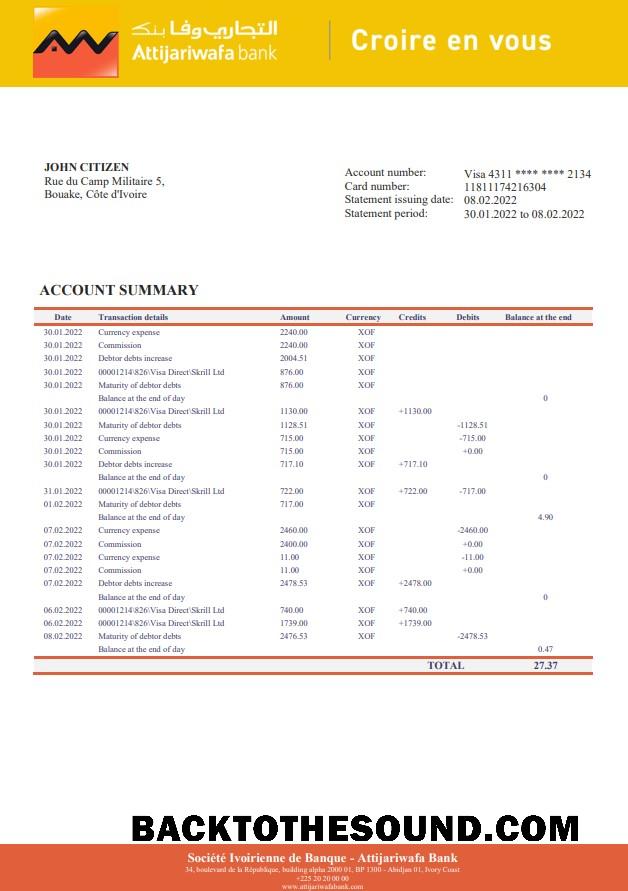 التجاري وفا بنك
Attijariwafa bank
Croire en vous
JOHN CITIZEN
Rue du Camp Militaire 5,
Bouake, Côte d'Ivoire
Account number: Visa 4311 **** **** 2134
Card number: 11811174216304
Statement issuing date: 08.02.2022
Statement period: 30.01.2022 to 08.02.2022
ACCOUNT SUMMARY
Date Transaction details Amount Currency Credits Debits Balance at the end
30.01.2022 Currency expense 2240.00 XOF
30.01.2022 Commission 2240.00 XOF
30.01.2022 Debtor debts increase 2004.51 XOF
30.01.2022 00001214\826\Visa Direct\Skrill Ltd 876.00 XOF
30.01.2022 Maturity of debtor debts 876.00 XOF
Balance at the end of day 0
30.01.2022 00001214\826\Visa Direct\Skrill Ltd 1130.00 XOF +1130.00
30.01.2022 Maturity of debtor debts 1128.51 XOF -1128.51
30.01.2022 Currency expense 715.00 XOF -715.00
30.01.2022 Commission 715.00 XOF +0.00
30.01.2022 Debtor debts increase 717.10 XOF +717.10
Balance at the end of day 0
31.01.2022 00001214\826\Visa Direct\Skrill Ltd 722.00 XOF +722.00 -717.00
01.02.2022 Maturity of debtor debts 717.00 XOF
Balance at the end of day 4.90
07.02.2022 Currency expense 2460.00 XOF -2460.00
07.02.2022 Commission 2400.00 XOF +0.00
07.02.2022 Currency expense 11.00 XOF -11.00
07.02.2022 Commission 11.00 XOF +0.00
07.02.2022 Debtor debts increase 2478.53 XOF +2478.00
Balance at the end of day 0
06.02.2022 00001214\826\Visa Direct\Skrill Ltd 740.00 XOF +740.00
06.02.2022 00001214\826\Visa Direct\Skrill Ltd 1739.00 XOF +1739.00
08.02.2022 Maturity of debtor debts 2476.53 XOF -2478.53
Balance at the end of day 0.47
TOTAL 27.37
BACKTOTHESOUND.COM
Société Ivoirienne de Banque - Attijariwafa Bank
34, boulevard de la République, building alpha 2000 01, BP 1300 - Abidjan 01, Ivory Coast
+225 20 20 00 00
www.attijariwafabank.com